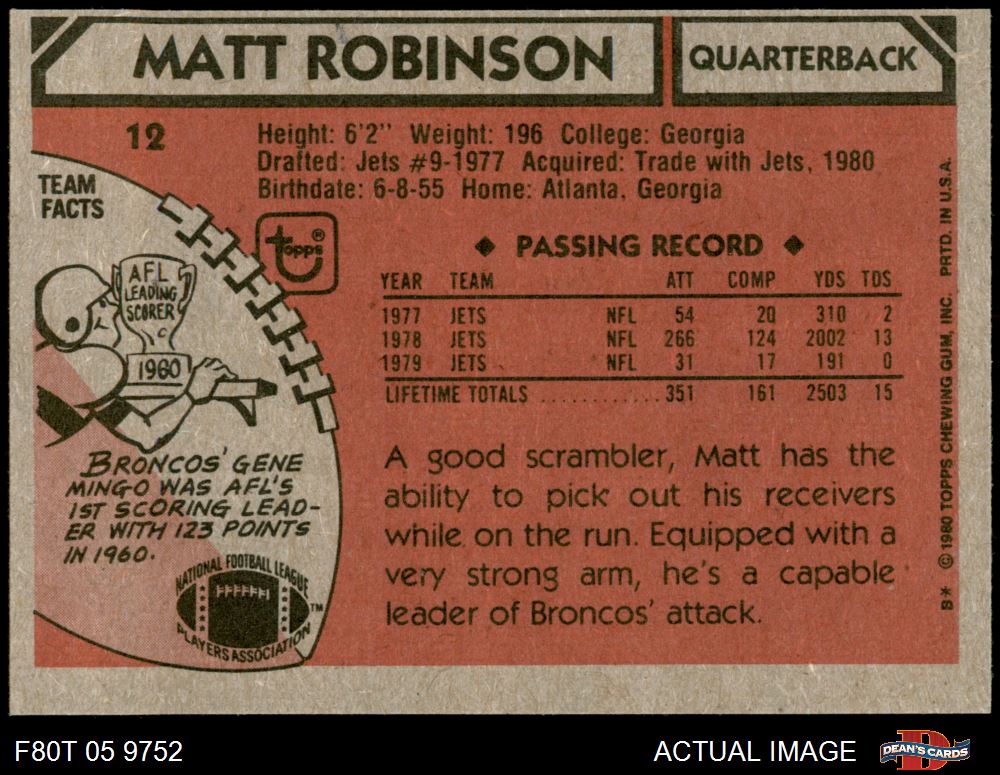 MATT ROBINSON
QUARTERBACK
12
Height: 6'2" Weight: 196 College: Georgia
Drafted: Jets #9-1977 Acquired: Trade with Jets, 1980
Birthdate: 6-8-55 Home: Atlanta, Georgia
TEAM
FACTS
topps®
AFL
LEADING
SCORER
1960
BRONCOS' GENE
MINGO WAS AFL'S
1ST SCORING LEAD-
ER WITH 123 POINTS
IN 1960.
NATIONAL FOOTBALL LEAGUE
PLAYERS ASSOCIATION
TM
◆ PASSING RECORD ◆
YEAR TEAM ATT COMP YDS TDS
1977 JETS NFL 54 20 310 2
1978 JETS NFL 266 124 2002 13
1979 JETS NFL 31 17 191 0
LIFETIME TOTALS ............ 351 161 2503 15
A good scrambler, Matt has the
ability to pick out his receivers
while on the run. Equipped with a
very strong arm, he's a capable
leader of Broncos' attack.
B* © 1980 TOPPS CHEWING GUM, INC. PRTD. IN U.S.A.
F80T 05 9752
ACTUAL IMAGE
DEAN'S CARDS